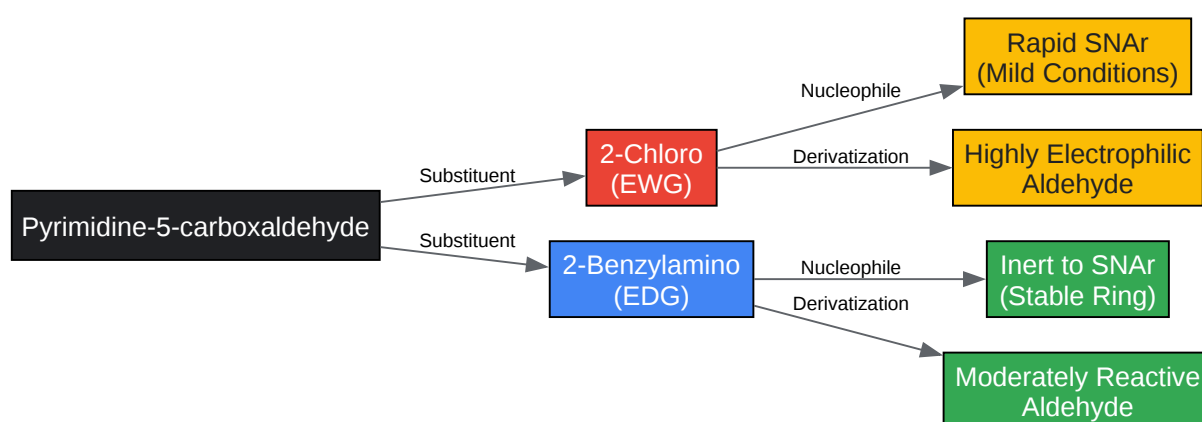 Rapid SNAr
(Mild Conditions)
Nucleophile
2-Chloro
(EWG)
Derivatization
Highly Electrophilic
Aldehyde
Substituent
Pyrimidine-5-carboxaldehyde
Substituent
2-Benzylamino
(EDG)
Nucleophile
Inert to SNAr
(Stable Ring)
Derivatization
Moderately Reactive
Aldehyde